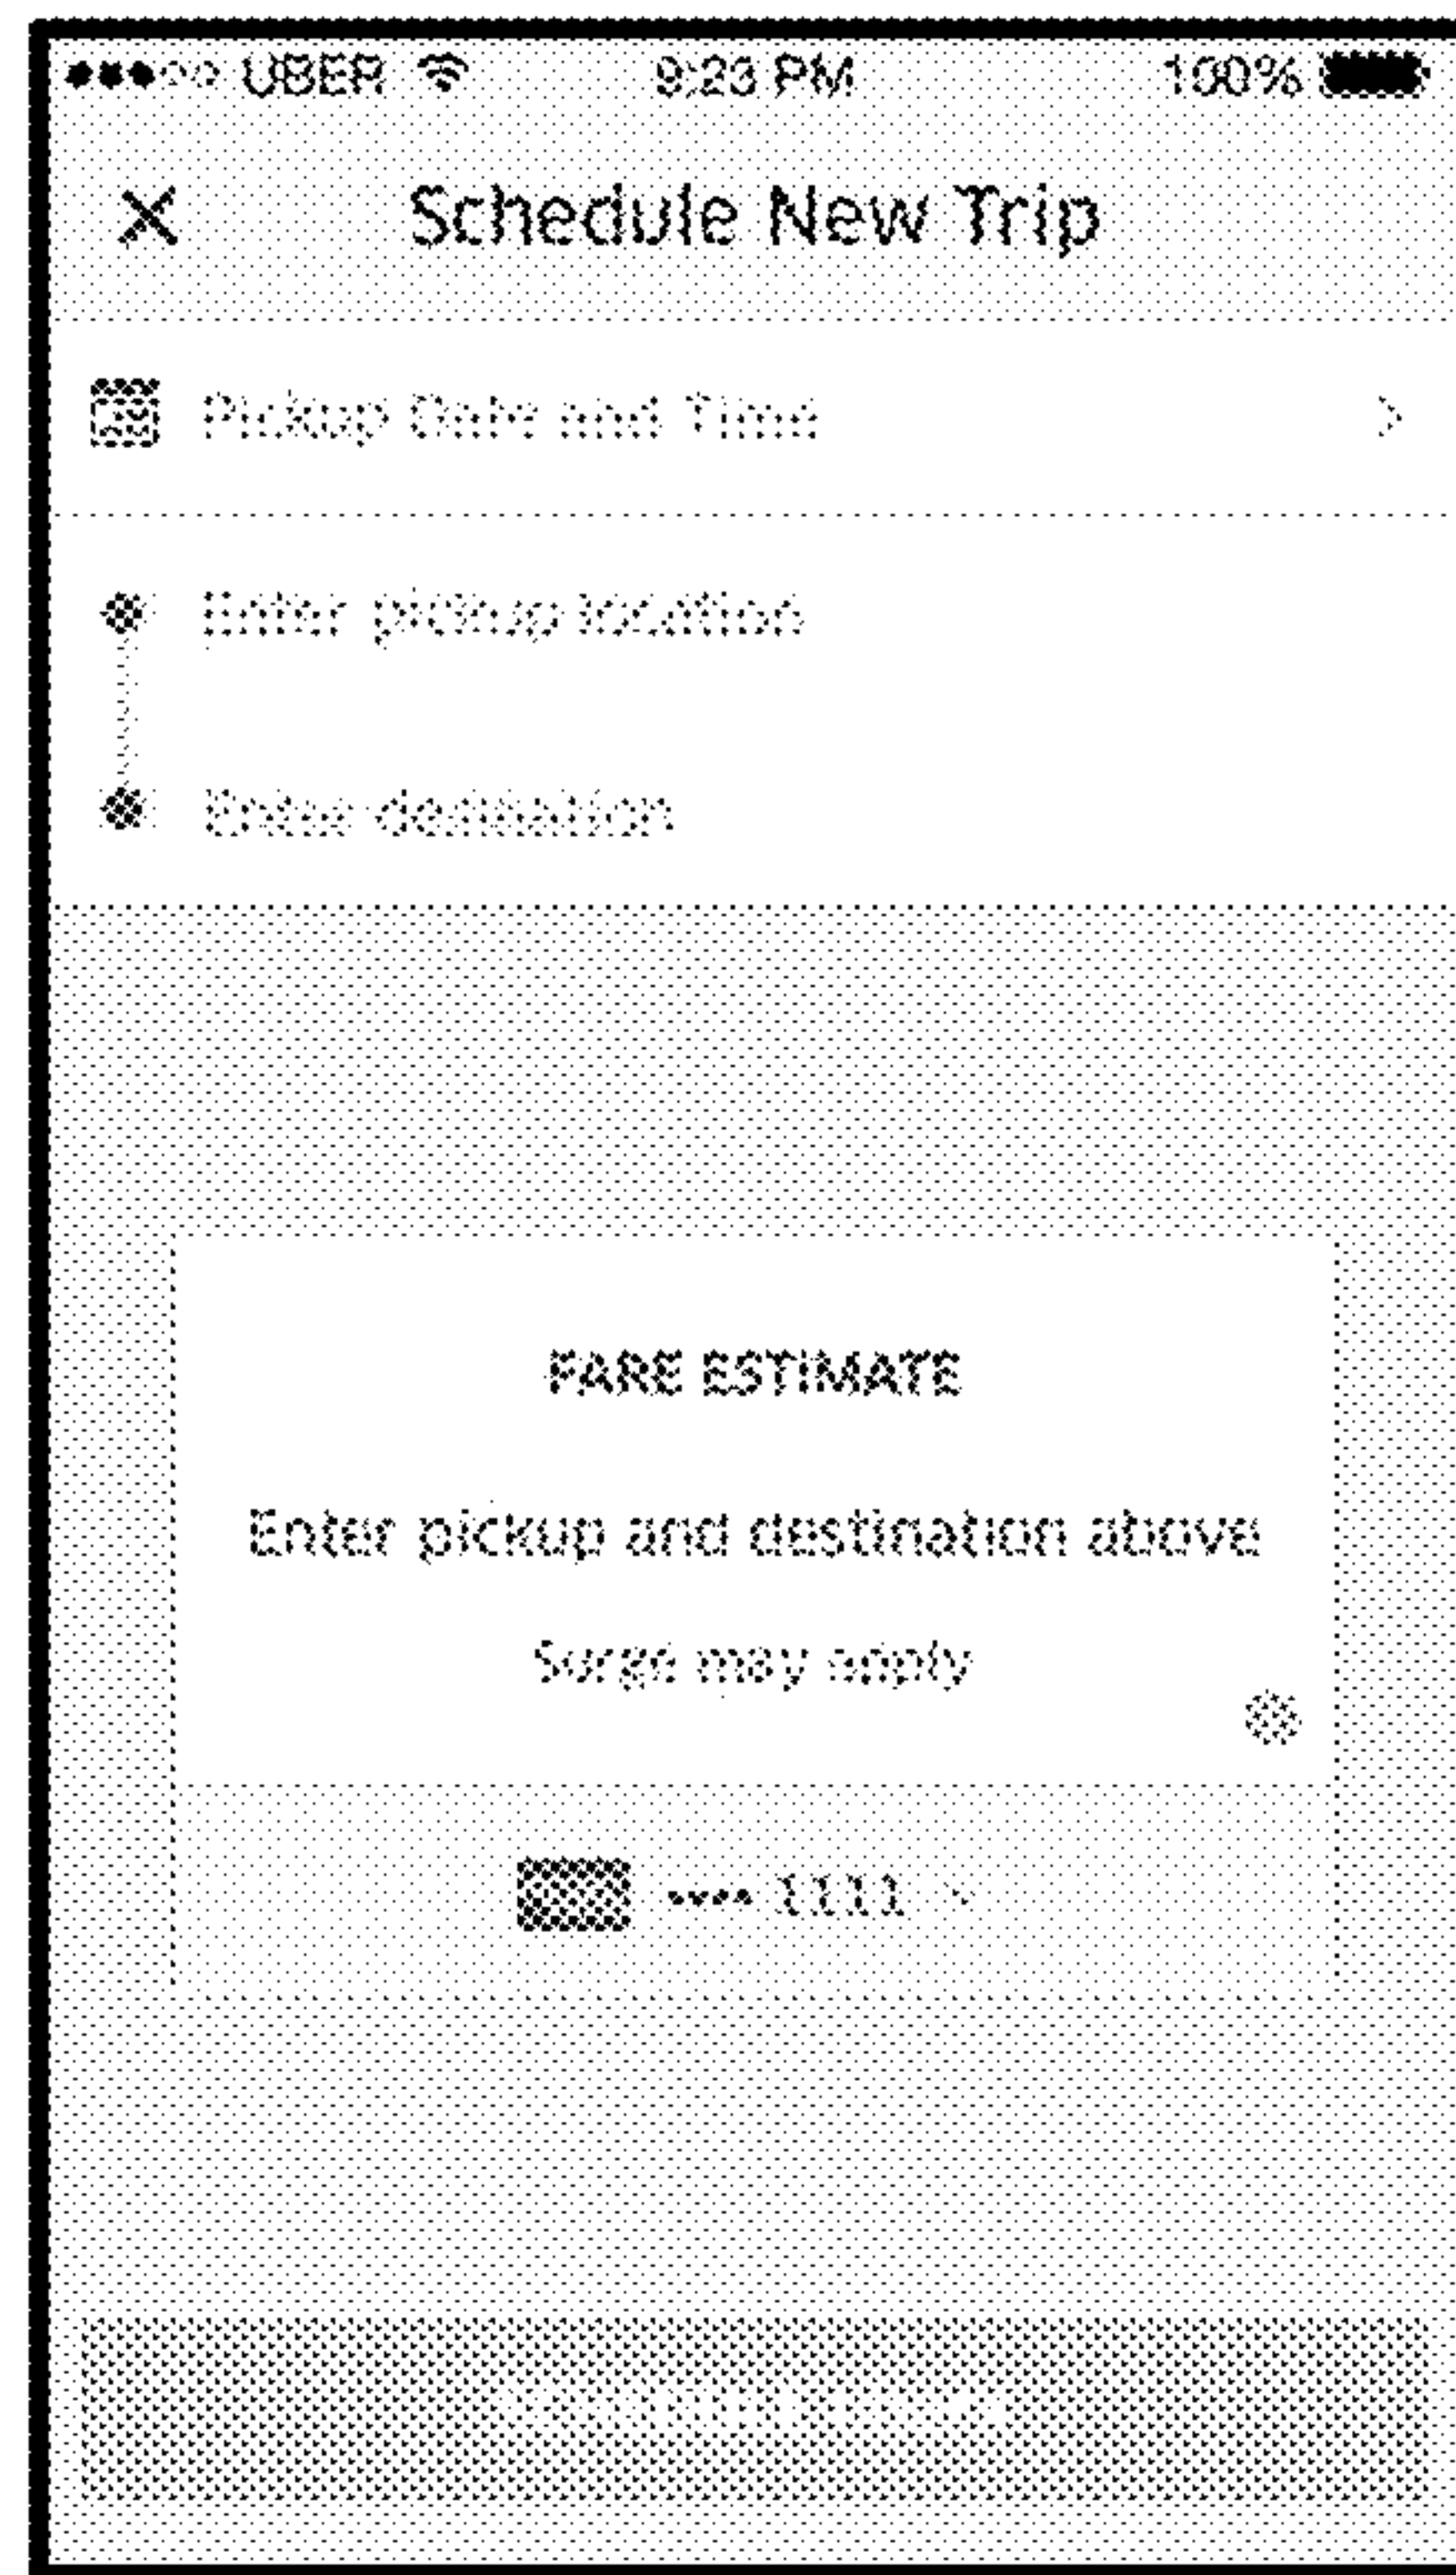 UBER 9:23 PM 100%
Schedule New Trip
Pickup Date and Time
Enter pickup location
Enter destination
FARE ESTIMATE
Enter pickup and destination above
Surge may apply
•••• 1111